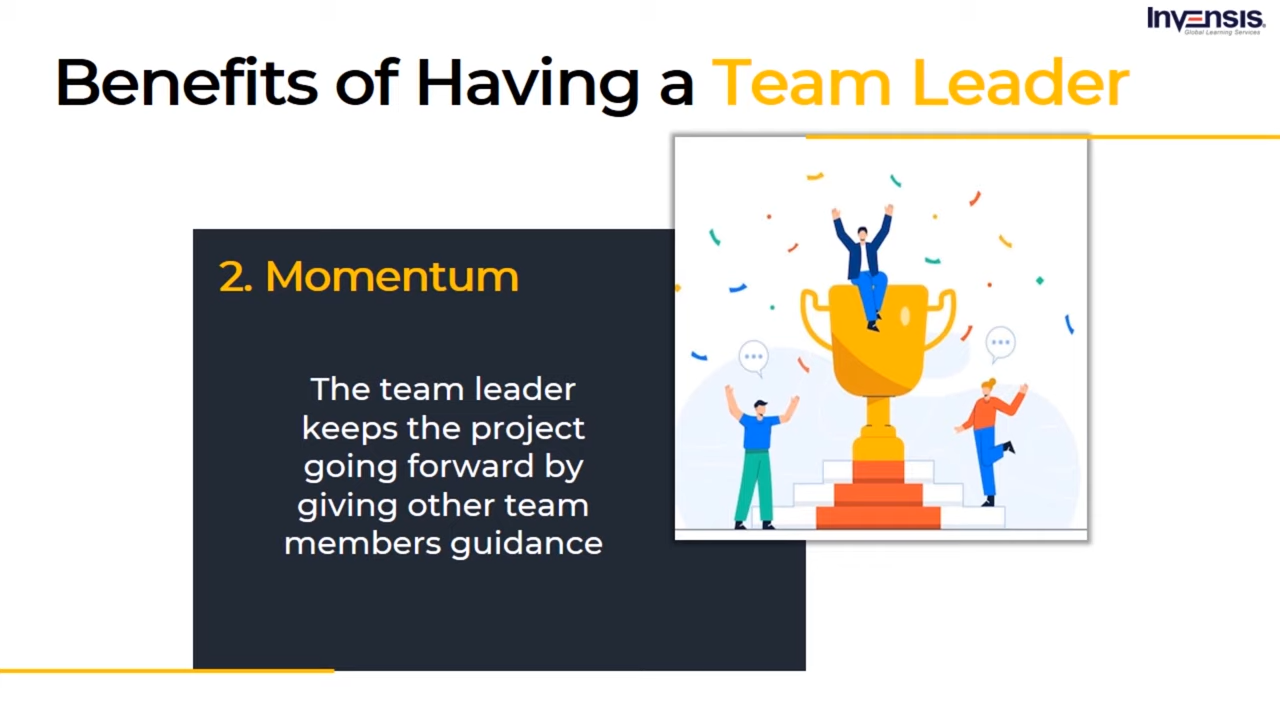 Invensis
Global Learning Services
Benefits of Having a Team Leader
2. Momentum
The team leader
keeps the project
going forward by
giving other team
members guidance